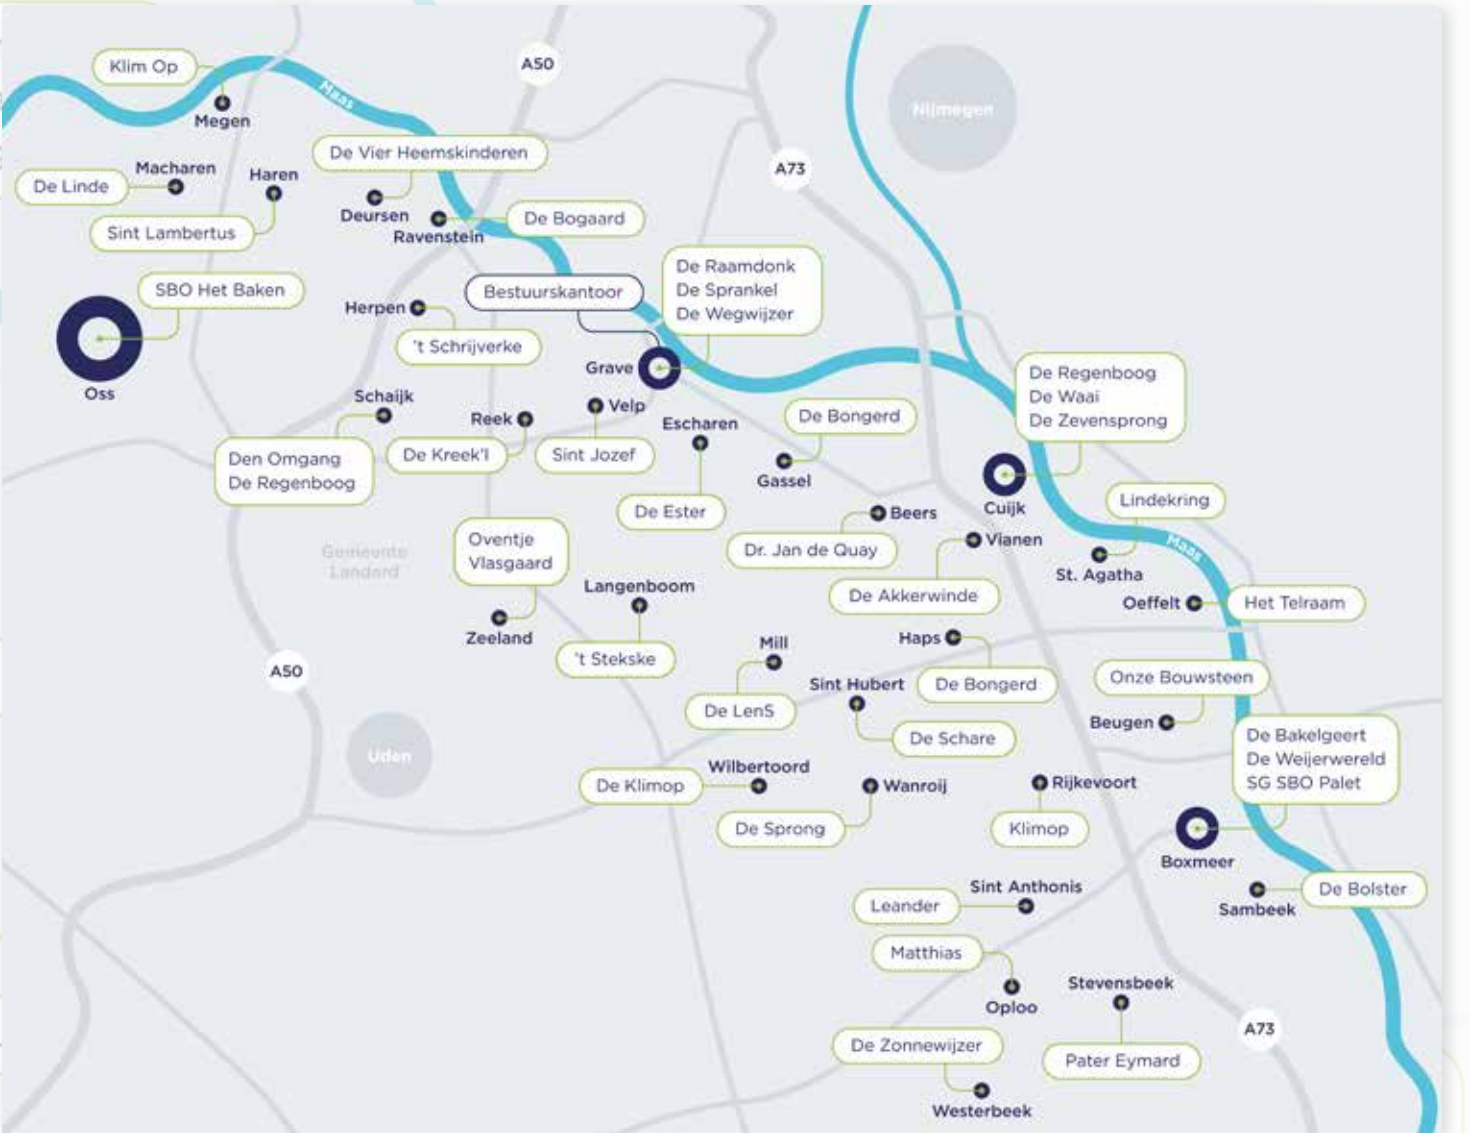 A50
Klim Op
Maas
Megen
Nijmegen
De Vier Heemskinderen
Macharen
A73
Haren
De Linde
Deursen
De Bogaard
Sint Lambertus
Ravenstein
De Raamdonk
De Sprankel
De Wegwijzer
SBO Het Baken
Bestuurskantoor
Herpen
't Schrijverke
Grave
Oss
De Regenboog
De Waai
De Zevensprong
Schaijk
Velp
Reek
Escharen
De Bongerd
Den Omgang
De Regenboog
De Kreek'l
Sint Jozef
Gassel
Lindekring
Cuijk
De Ester
Beers
Oventje
Vlasgaard
Vianen
Dr. Jan de Quay
Maas
Gemeente
Landerd
St. Agatha
Langenboom
De Akkerwinde
Oeffelt
Het Telraam
Zeeland
Haps
Mill
't Stekske
A50
Onze Bouwsteen
Sint Hubert
De Bongerd
De LenS
Beugen
De Schare
De Bakelgeert
De Weijerwereld
SG SBO Palet
Uden
Wilbertoord
De Klimop
Wanroij
Rijkevoort
De Sprong
Klimop
Boxmeer
Sint Anthonis
De Bolster
Leander
Sambeek
Matthias
Stevensbeek
Oploo
A73
De Zonnewijzer
Pater Eymard
Westerbeek